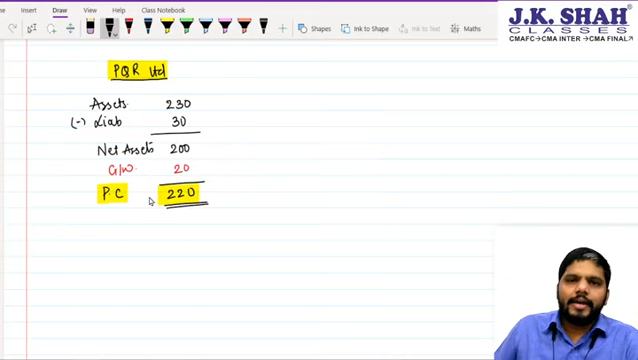 Insert Draw View Help Class Notebook
Shapes Ink to Shape Ink to Text Maths
J.K. SHAH®
CLASSES
CMAFC→CMA INTER→CMA FINAL
PQR Ltd
Assets 230
(-) Liab 30
Net Assets 200
G/W. 20
P.C 220